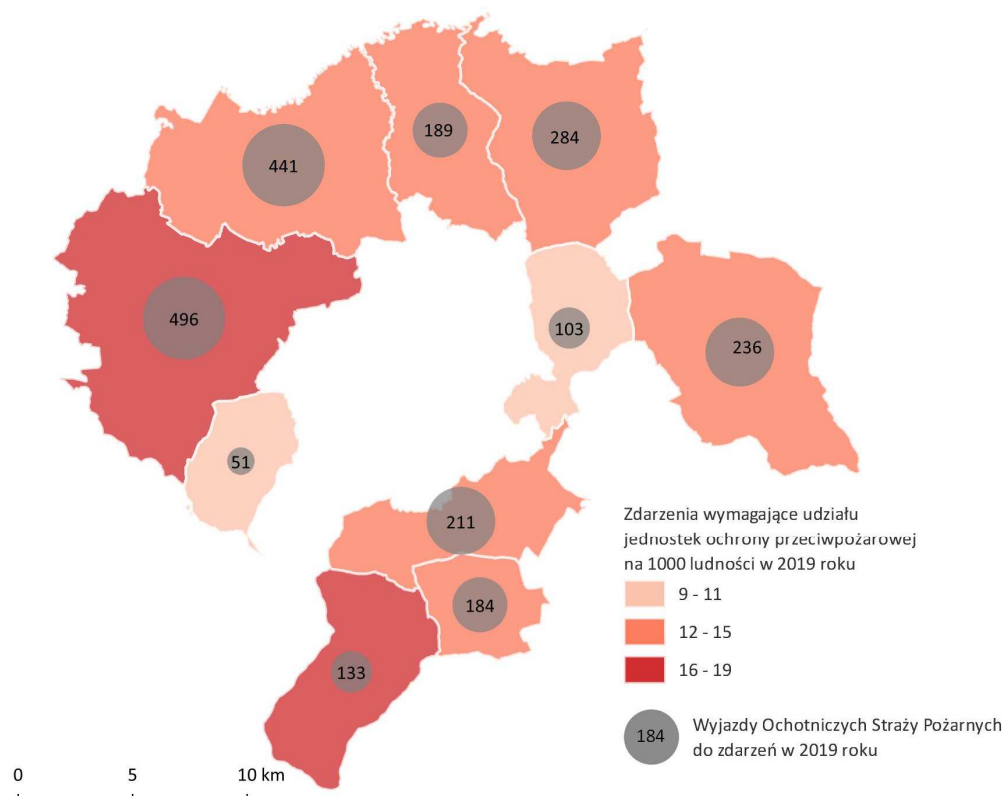 189
284
441
496
103
236
51
211
184
133
Zdarzenia wymagające udziału
jednostek ochrony przeciwpożarowej
na 1000 ludności w 2019 roku
9 - 11
12 - 15
16 - 19
184
Wyjazdy Ochotniczych Straży Pożarnych
do zdarzeń w 2019 roku
0 5 10 km